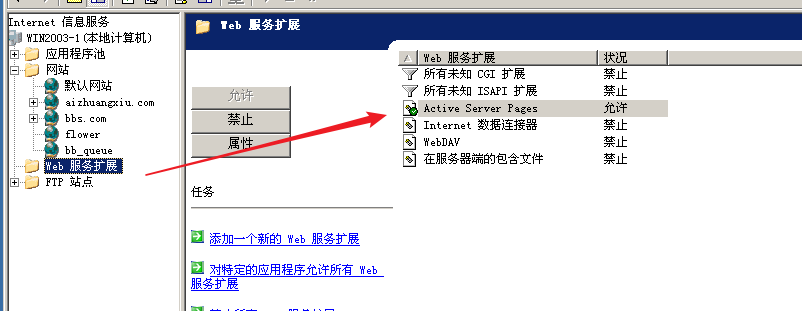 Internet 信息服务
WIN2003-1(本地计算机)
应用程序池
网站
默认网站
aizhuangxiu.com
bbs.com
flower
bb_queue
Web 服务扩展
FTP 站点
Web 服务扩展
允许
禁止
属性
任务
添加一个新的 Web 服务扩展
对特定的应用程序允许所有 Web
服务扩展
Web 服务扩展 状况
所有未知 CGI 扩展 禁止
所有未知 ISAPI 扩展 禁止
Active Server Pages 允许
Internet 数据连接器 禁止
WebDAV 禁止
在服务器端的包含文件 禁止